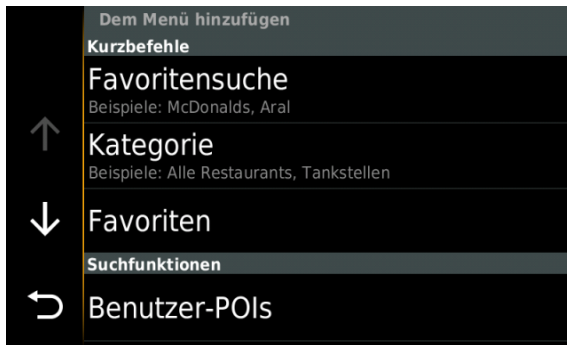 Dem Menü hinzufügen
Kurzbefehle
Favoritensuche
Beispiele: McDonalds, Aral
Kategorie
Beispiele: Alle Restaurants, Tankstellen
Favoriten
Suchfunktionen
Benutzer-POIs